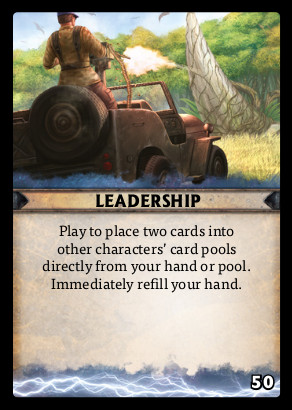 LEADERSHIP
Play to place two cards into
other characters’ card pools
directly from your hand or pool.
Immediately refill your hand.
50